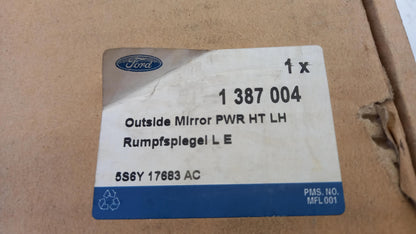 Ford
1 x
1 387 004
Outside Mirror PWR HT LH
Rumpfspiegel L E
5S6Y 17683 AC
PMS. NO.
MFL001